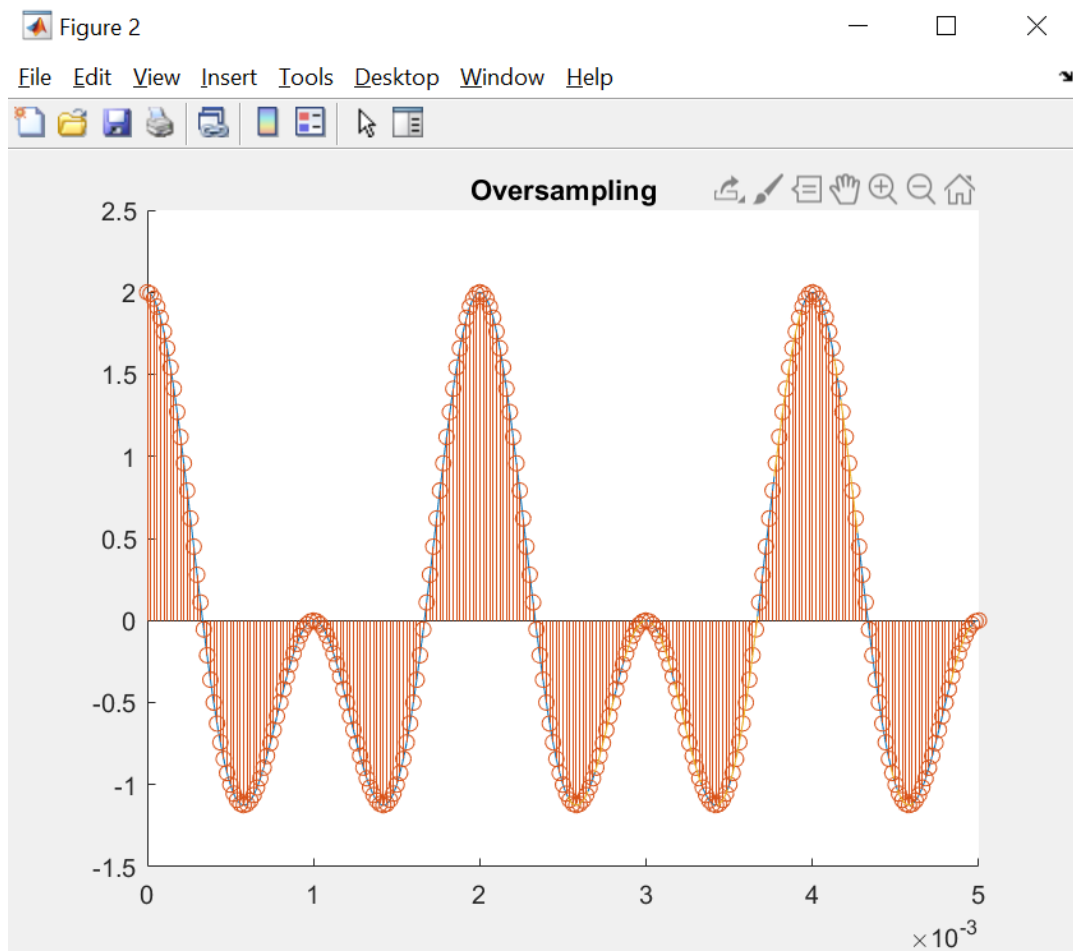 Figure 2
File Edit View Insert Tools Desktop Window Help
Oversampling
2.5
2
1.5
1
0.5
0
-0.5
-1
-1.5
0 1 2 3 4 5
×10-3